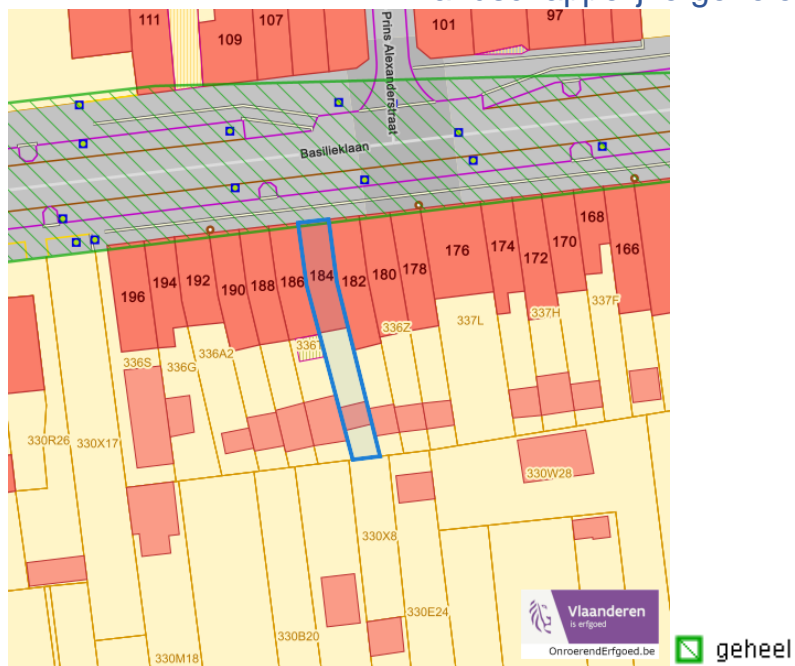 111
107
109
101
97
Prins Alexanderstraat
Basilieklaan
196
194
192
190
188
186
184
182
180
178
176
174
172
170
168
166
336S
336G
336A2
336T
336Z
337L
337H
337F
330R26
330X17
330W28
330X8
330E24
330B20
330M18
Vlaanderen
is erfgoed
OnroerendErfgoed.be
geheel